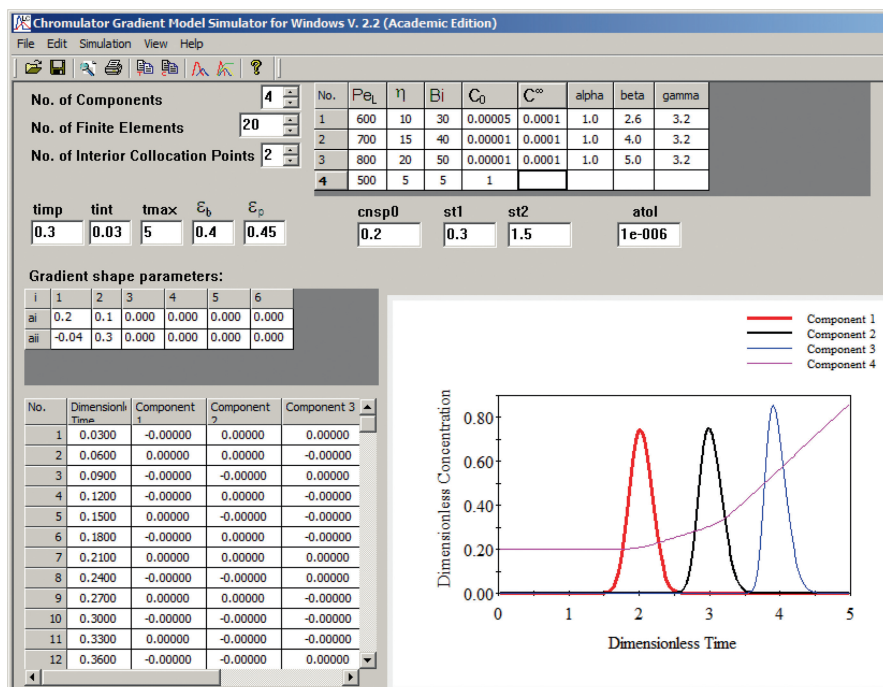 Chromulator Gradient Model Simulator for Windows V. 2.2 (Academic Edition)
File Edit Simulation View Help
No. of Components 4
No. of Finite Elements 20
No. of Interior Collocation Points 2
No. PeL η Bi C0 C∞ alpha beta gamma
1 600 10 30 0.00005 0.0001 1.0 2.6 3.2
2 700 15 40 0.00001 0.0001 1.0 4.0 3.2
3 800 20 50 0.00001 0.0001 1.0 5.0 3.2
4 500 5 5 1
timp tint tmax εb εp cnsp0 st1 st2 atol
0.3 0.03 5 0.4 0.45 0.2 0.3 1.5 1e-006
Gradient shape parameters:
i 1 2 3 4 5 6
ai 0.2 0.1 0.000 0.000 0.000 0.000
aii -0.04 0.3 0.000 0.000 0.000 0.000
No. Dimensionl Time Component 1 Component 2 Component 3
1 0.0300 -0.00000 0.00000 0.00000
2 0.0600 0.00000 0.00000 -0.00000
3 0.0900 -0.00000 -0.00000 0.00000
4 0.1200 -0.00000 0.00000 -0.00000
5 0.1500 0.00000 -0.00000 -0.00000
6 0.1800 -0.00000 0.00000 -0.00000
7 0.2100 0.00000 0.00000 0.00000
8 0.2400 -0.00000 -0.00000 0.00000
9 0.2700 0.00000 -0.00000 0.00000
10 0.3000 -0.00000 0.00000 -0.00000
11 0.3300 0.00000 -0.00000 -0.00000
12 0.3600 -0.00000 -0.00000 0.00000
Component 1
Component 2
Component 3
Component 4
Dimensionless Concentration
0.80
0.60
0.40
0.20
0.00
0 1 2 3 4 5
Dimensionless Time